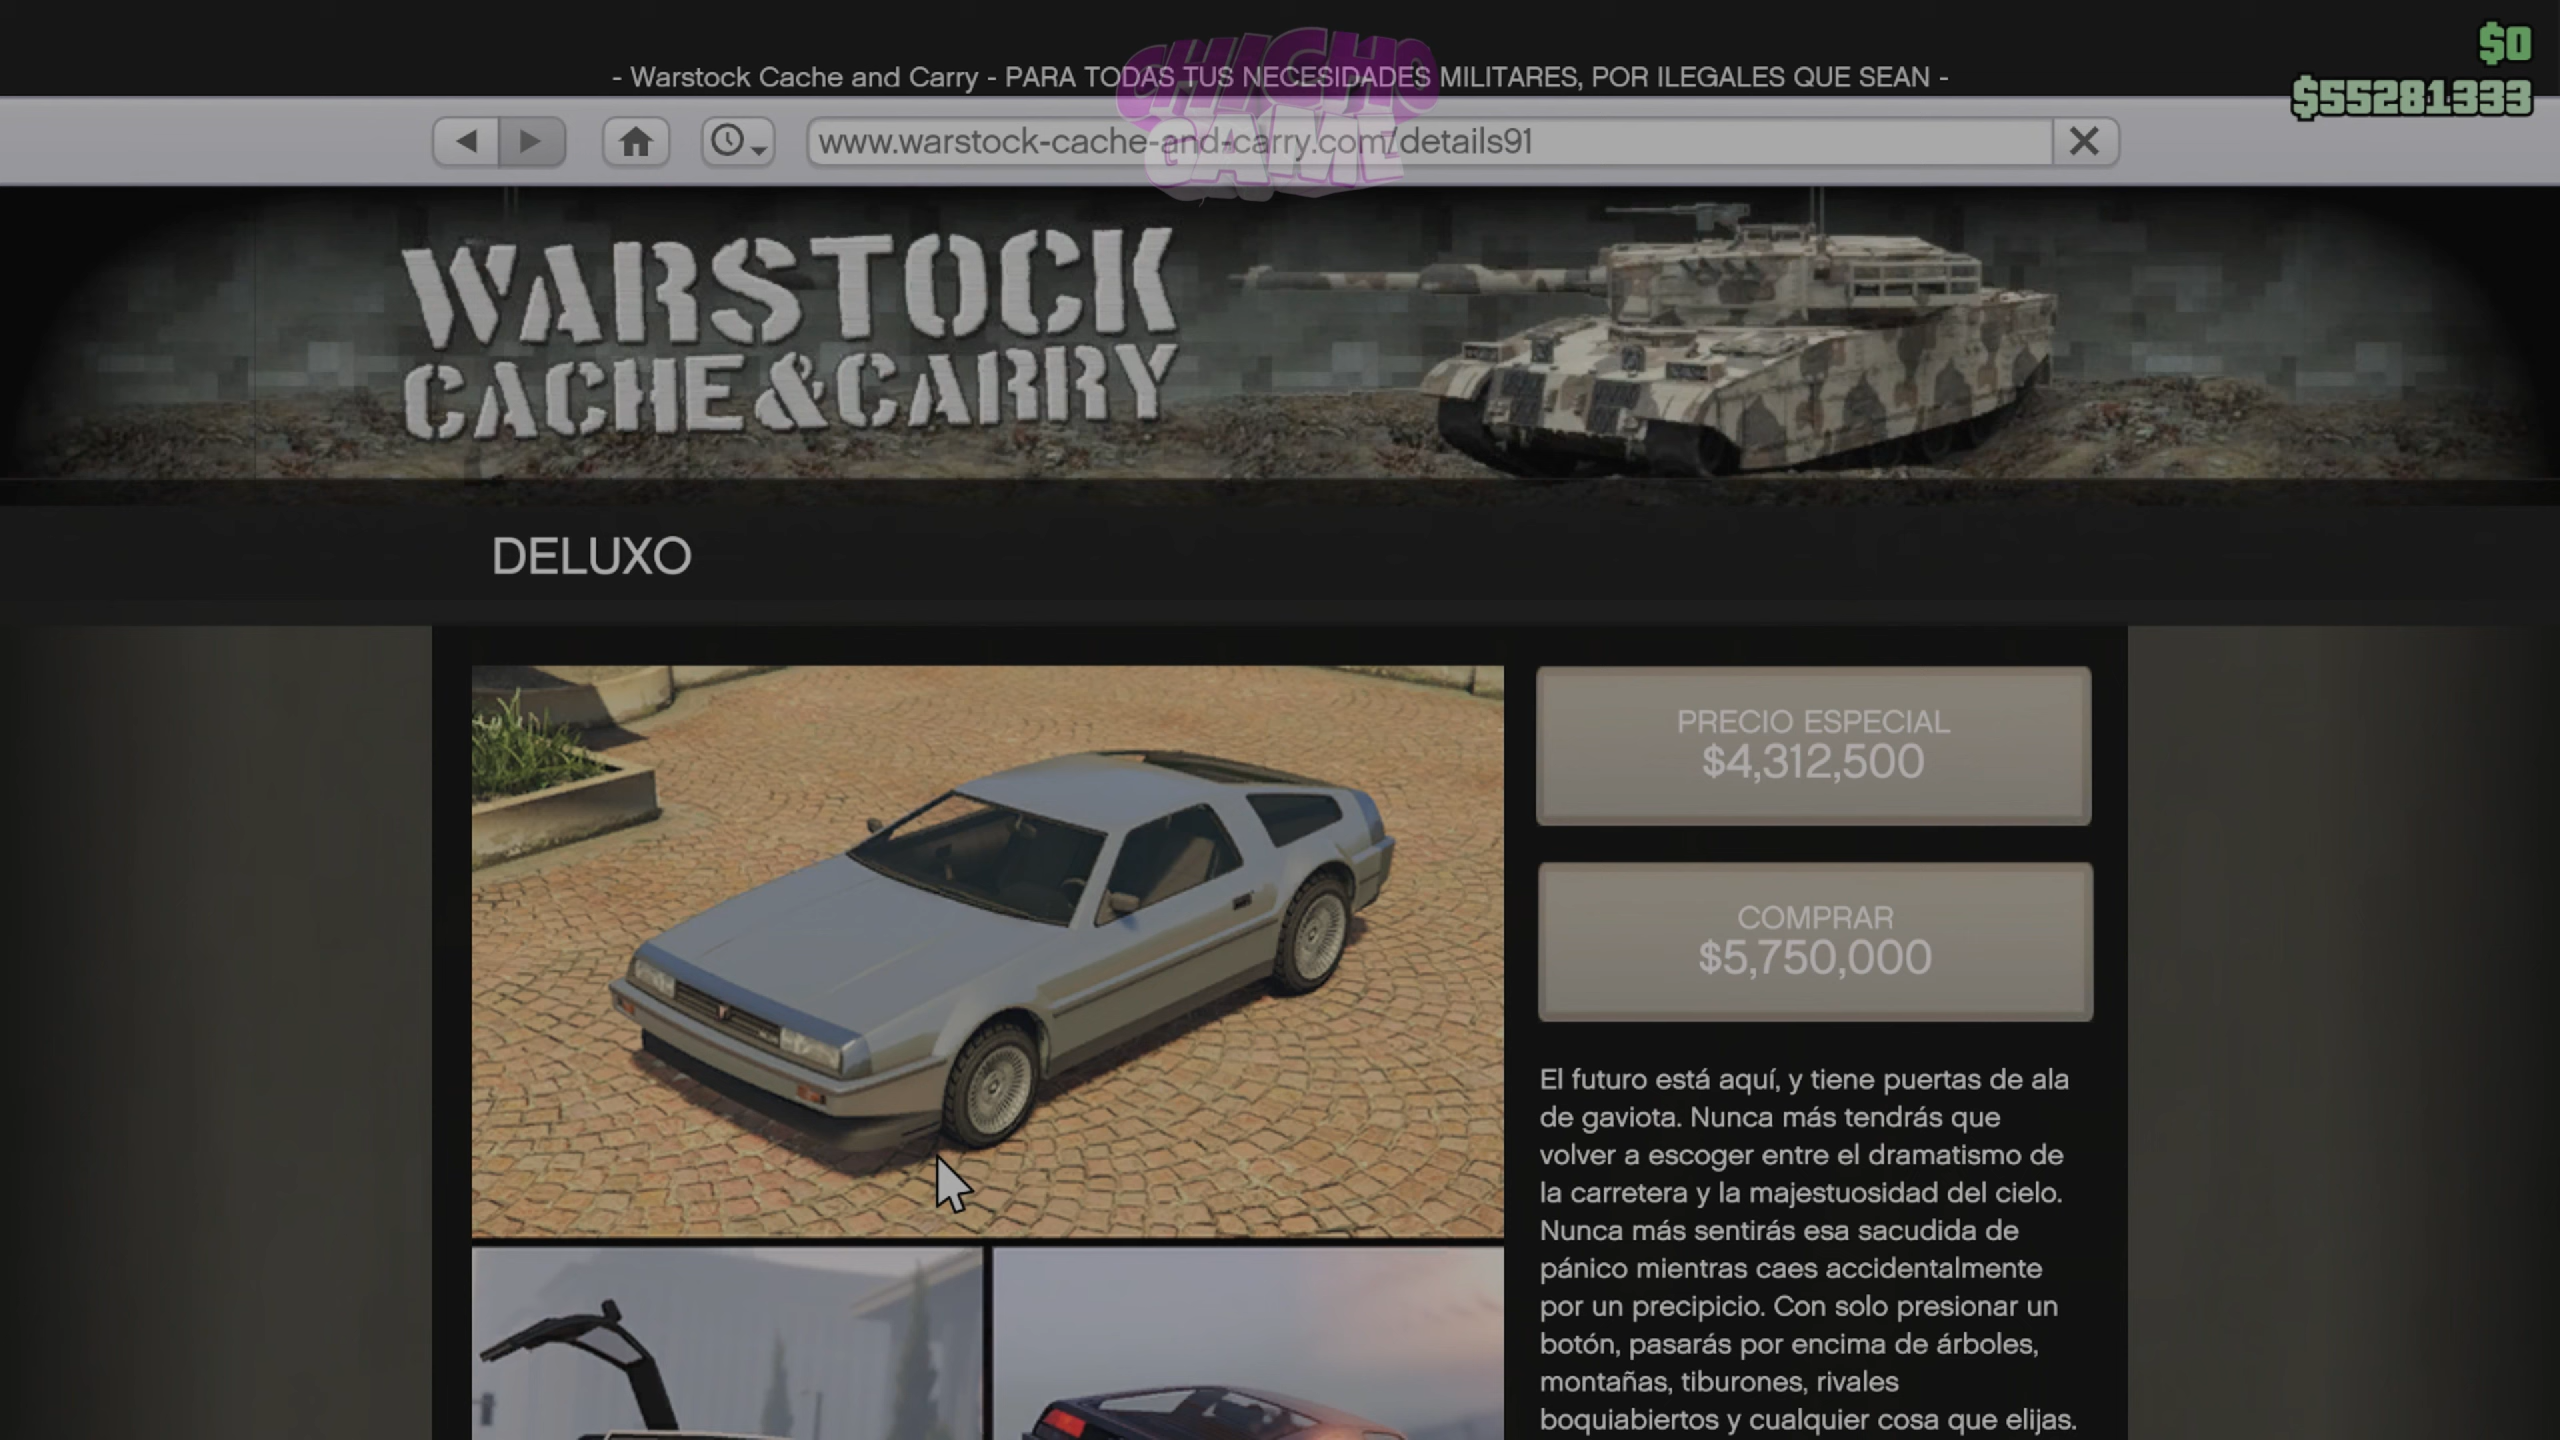 $0
- Warstock Cache and Carry - PARA TODAS TUS NECESIDADES MILITARES, POR ILEGALES QUE SEAN -
$55281333
CHICHO
GAME
www.warstock-cache-and-carry.com/details91
WARSTOCK
CACHE&CARRY
DELUXO
PRECIO ESPECIAL
$4,312,500
COMPRAR
$5,750,000
El futuro está aquí, y tiene puertas de ala
de gaviota. Nunca más tendrás que
volver a escoger entre el dramatismo de
la carretera y la majestuosidad del cielo.
Nunca más sentirás esa sacudida de
pánico mientras caes accidentalmente
por un precipicio. Con solo presionar un
botón, pasarás por encima de árboles,
montañas, tiburones, rivales
boquiabiertos y cualquier cosa que elijas.